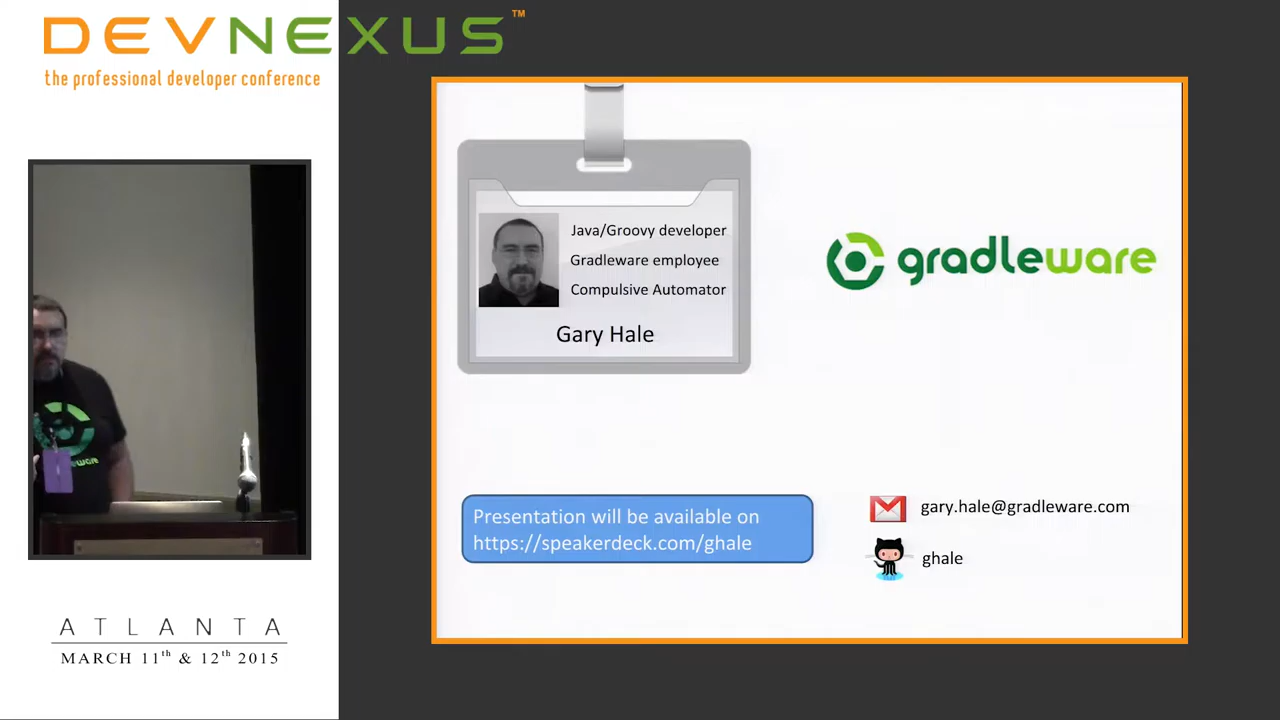 DEVNEXUS™
the professional developer conference
Java/Groovy developer
Gradleware employee
Compulsive Automator
Gary Hale
gradleware
Presentation will be available on
https://speakerdeck.com/ghale
gary.hale@gradleware.com
ghale
ATLANTA
MARCH 11th & 12th 2015